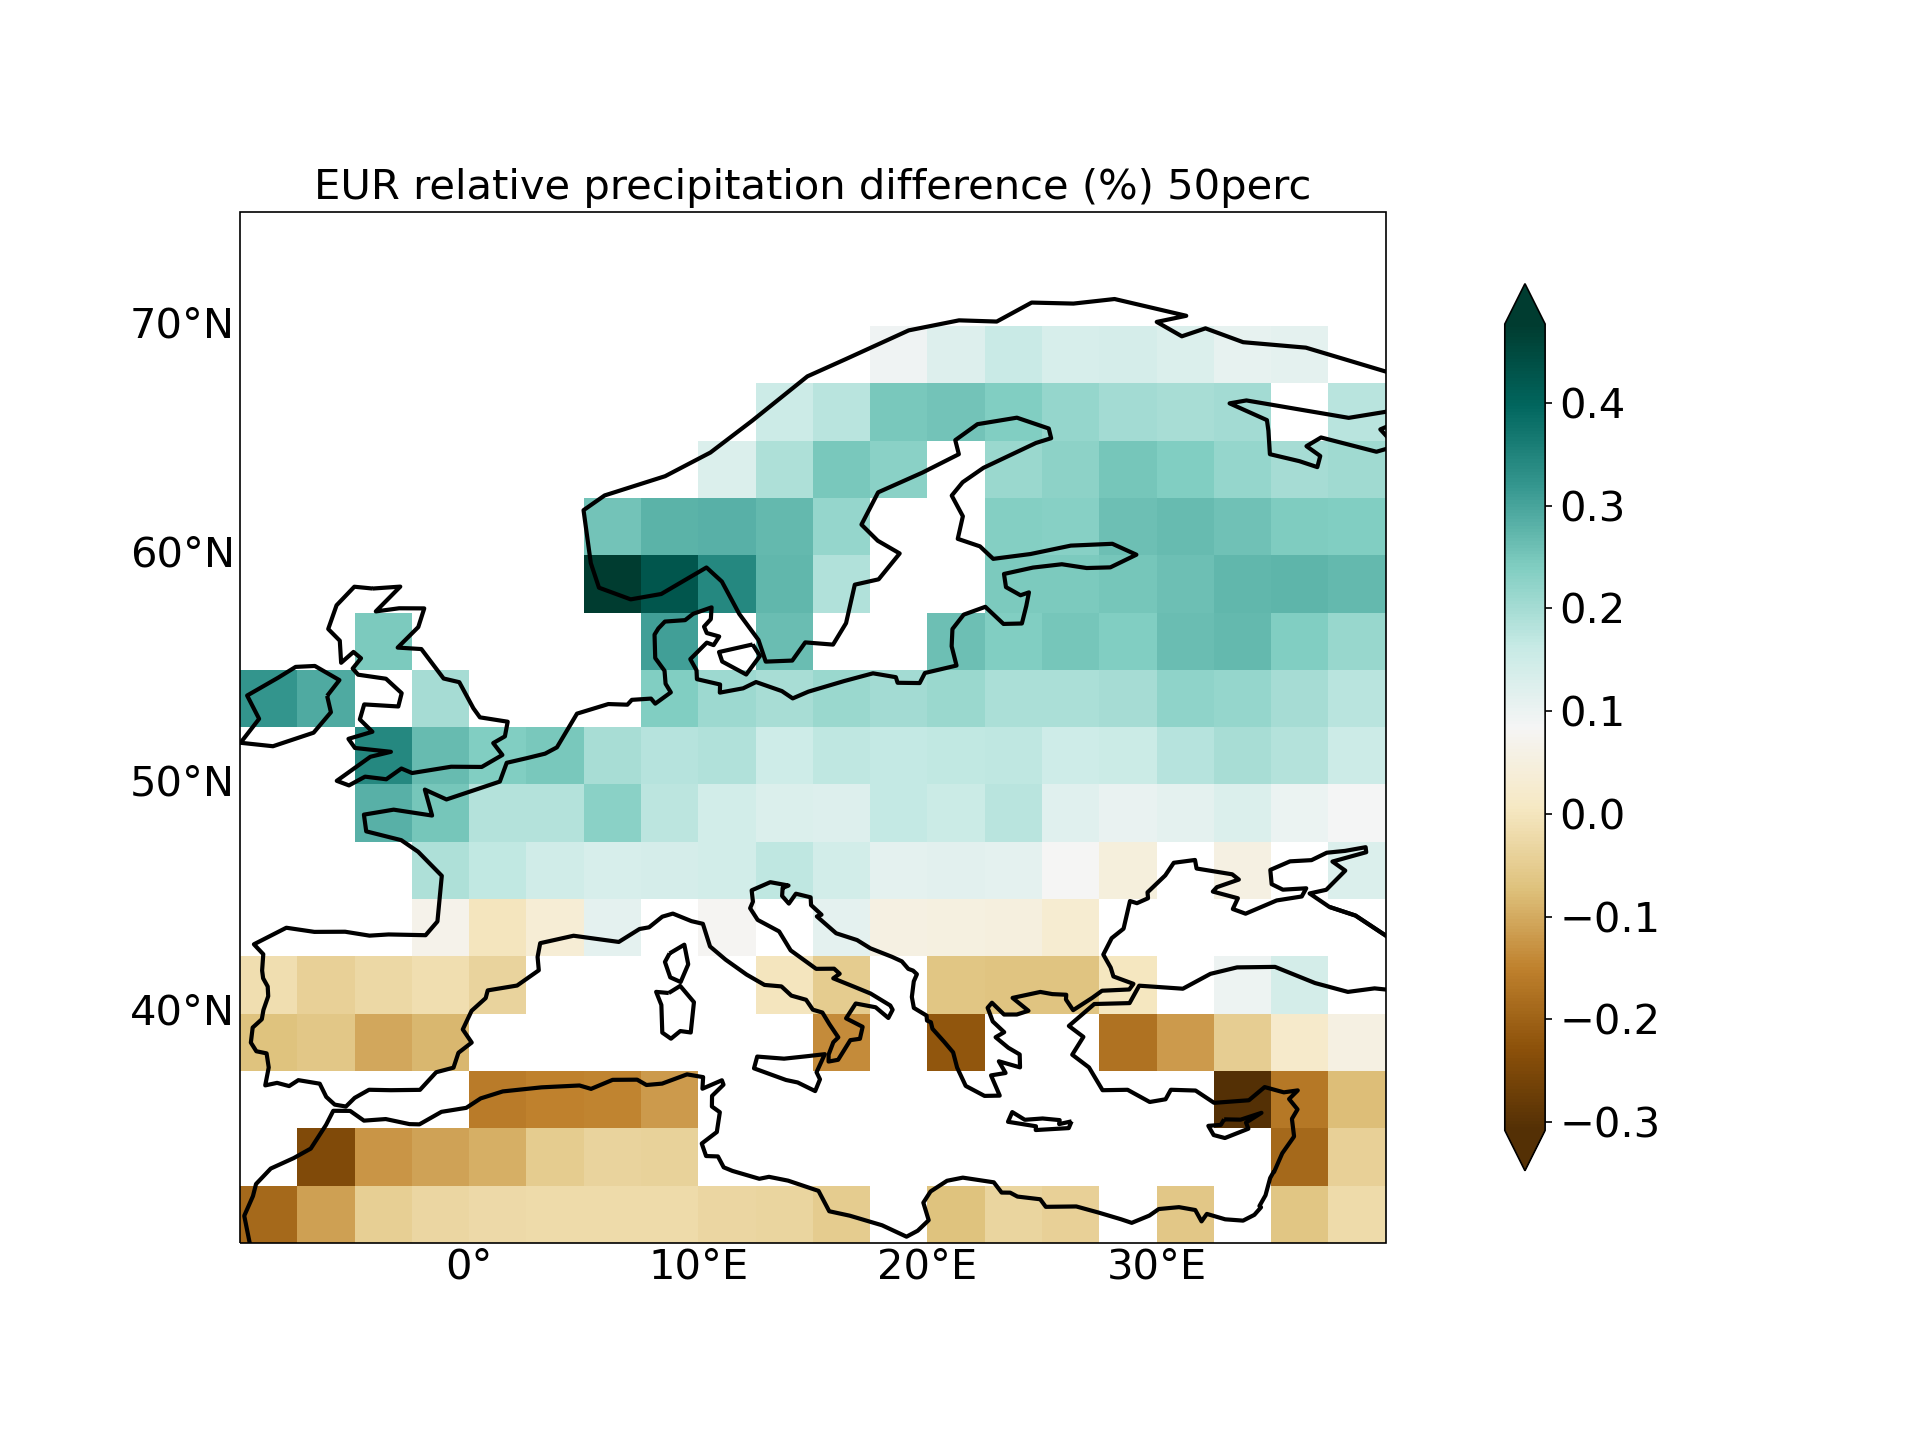 EUR relative precipitation difference (%) 50perc
70°N
60°N
50°N
40°N
0°
10°E
20°E
30°E
0.4
0.3
0.2
0.1
0.0
−0.1
−0.2
−0.3